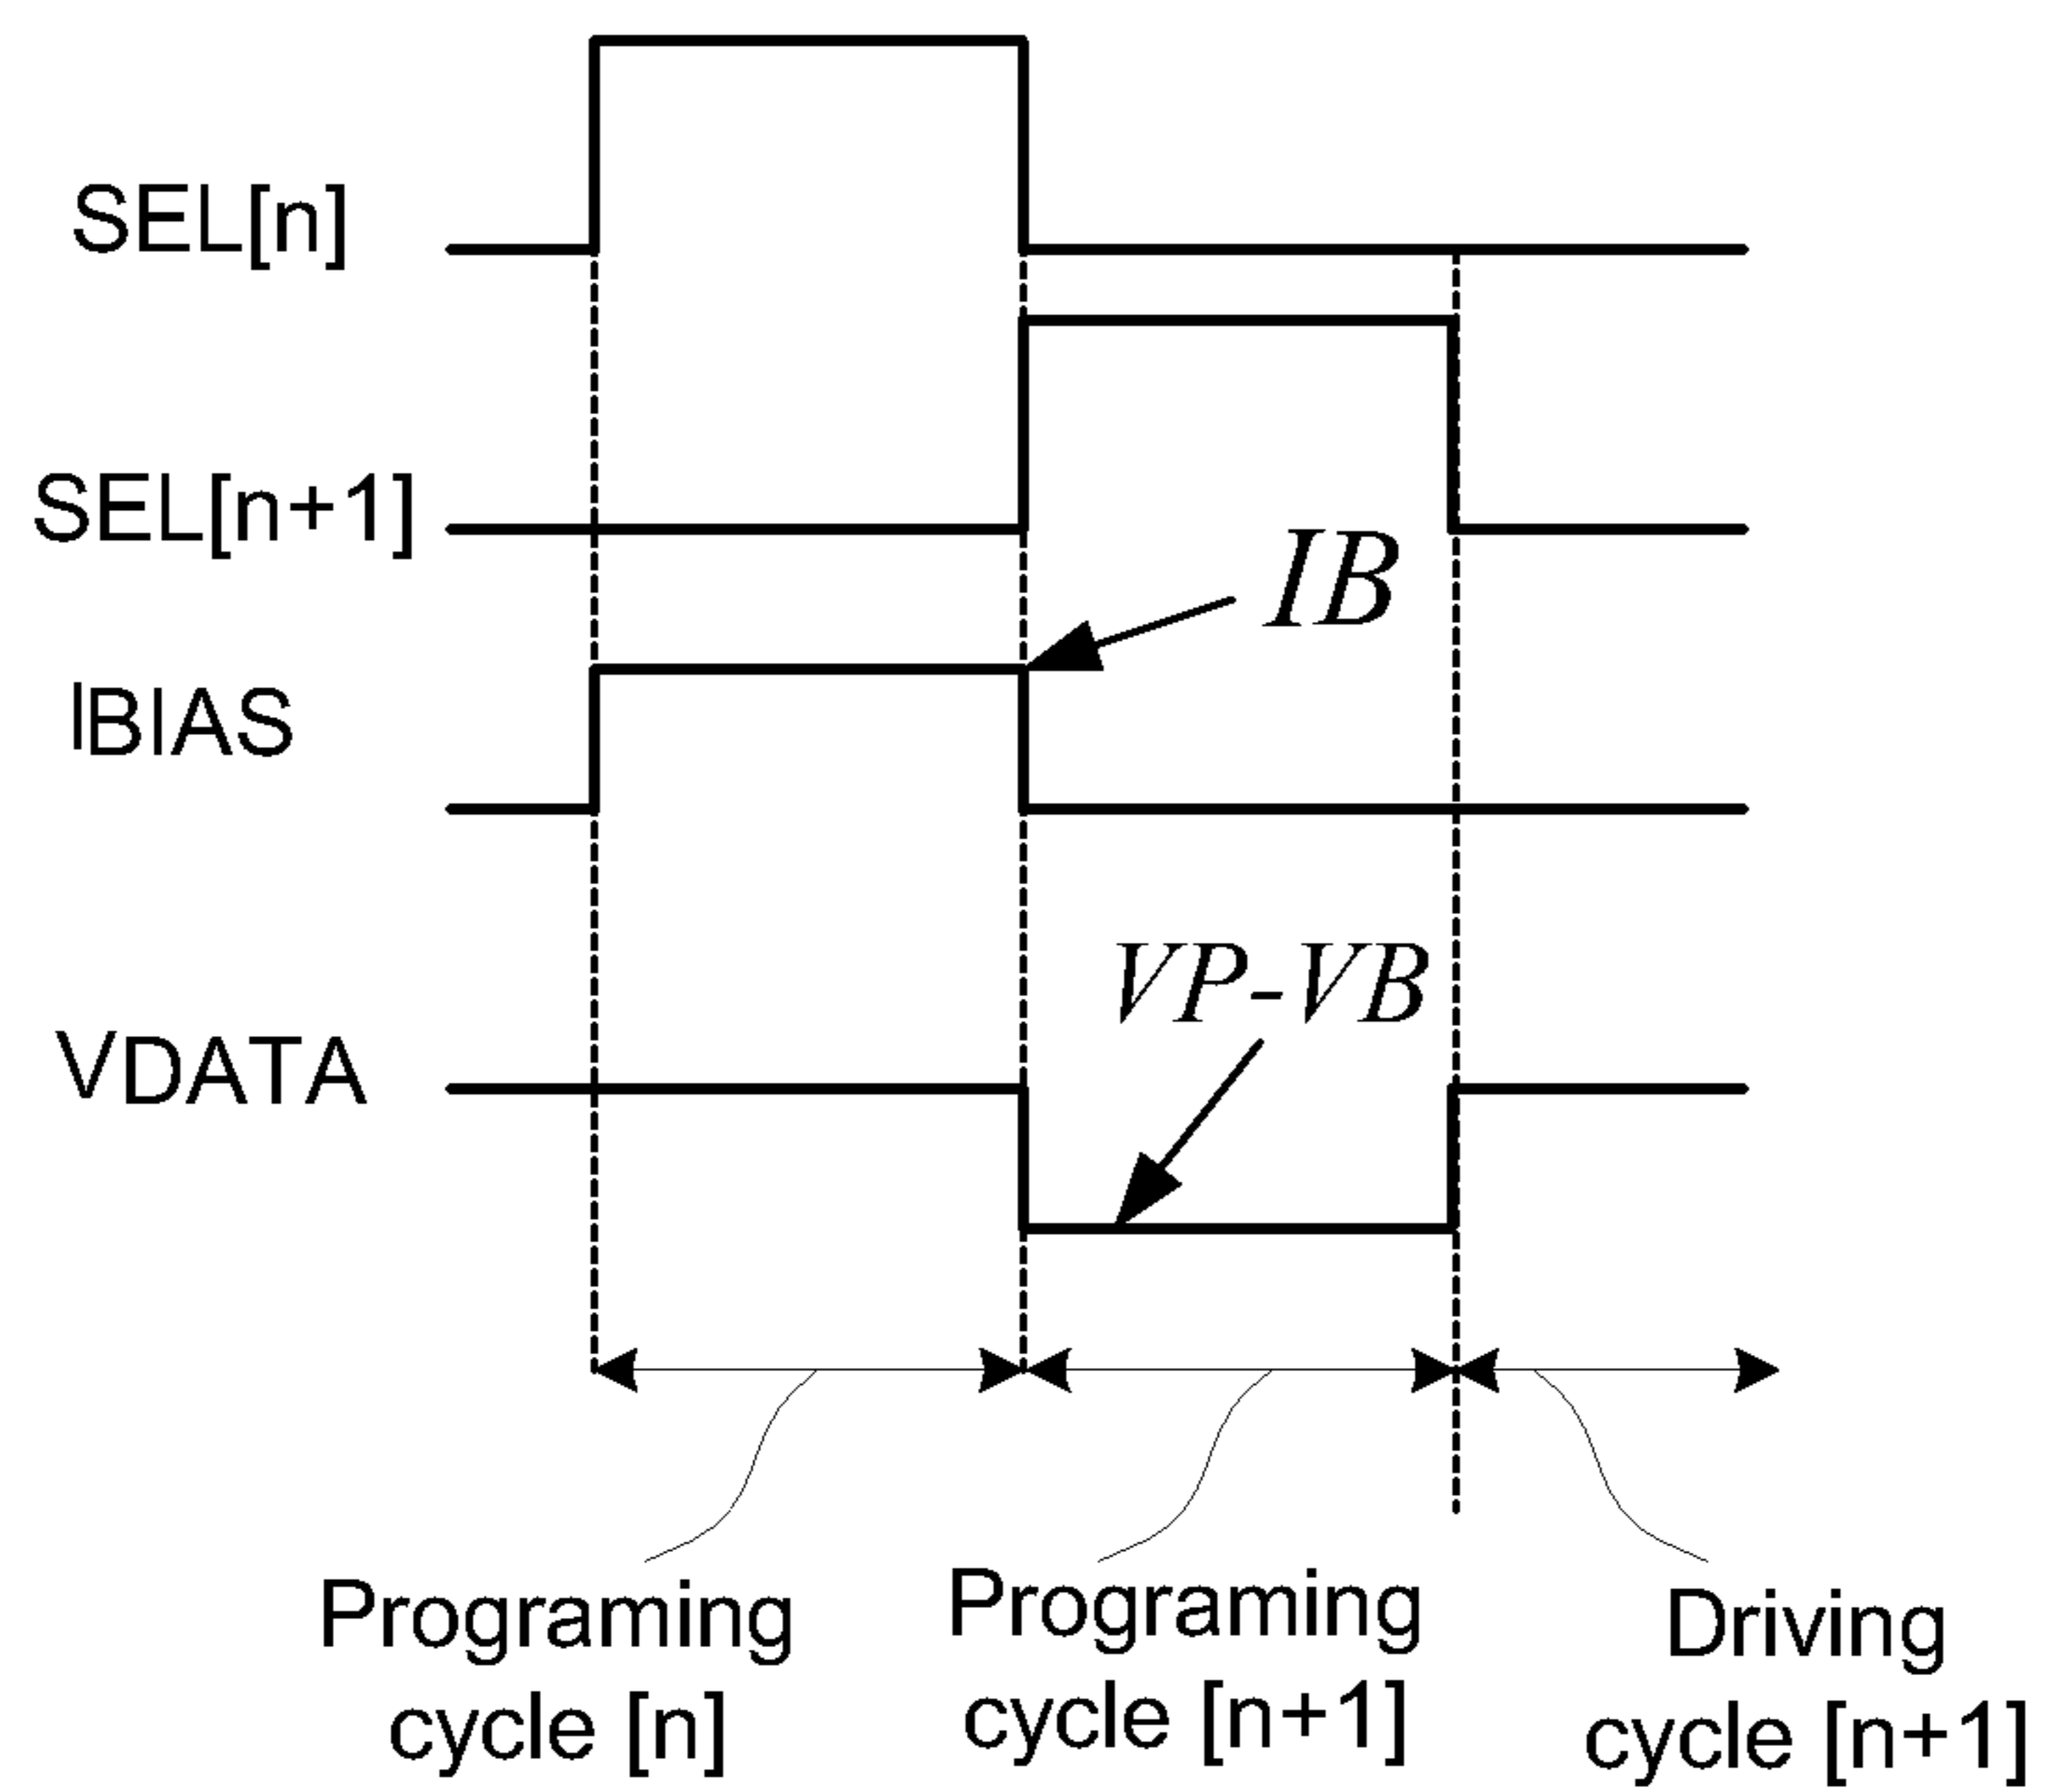 SEL[n]
SEL[n+1]
IB
IBIAS
VP-VB
VDATA
Programing
cycle [n]
Programing
cycle [n+1]
Driving
cycle [n+1]